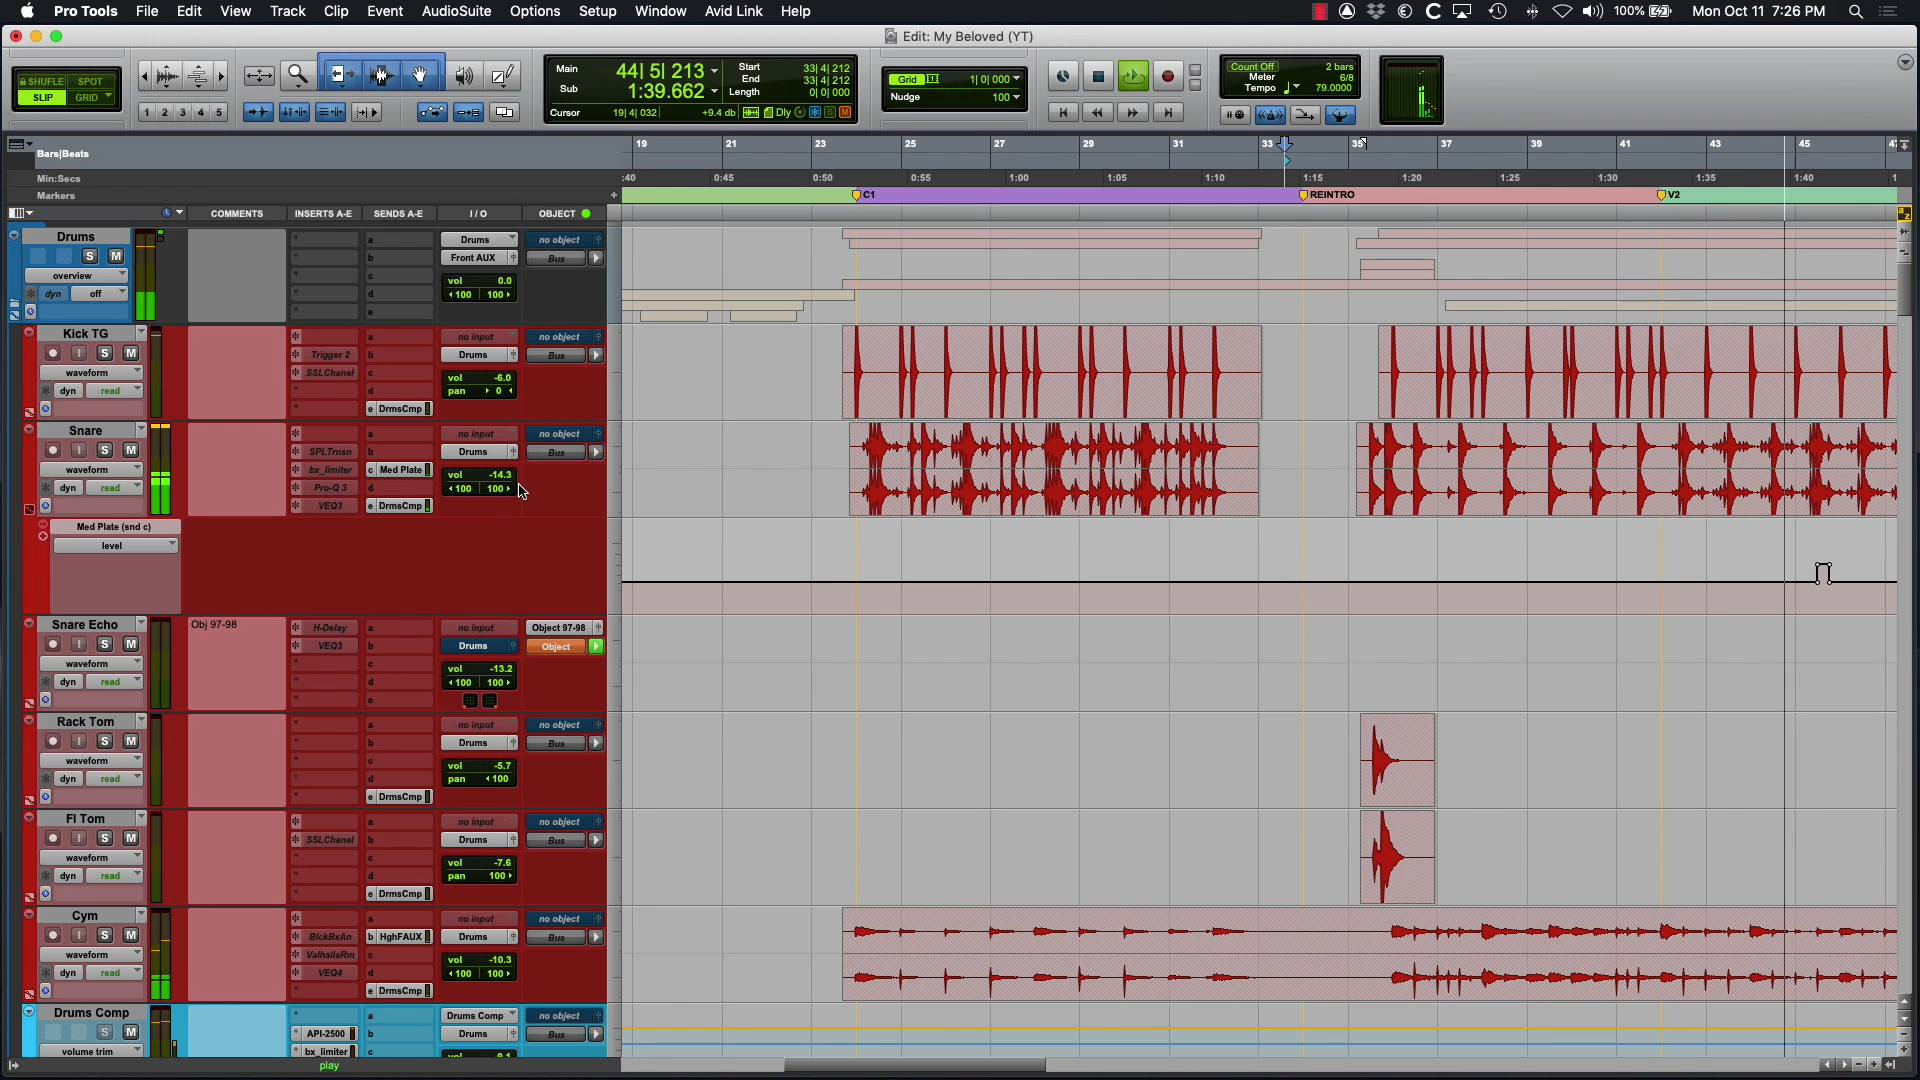 Pro Tools File Edit View Track Clip Event AudioSuite Options Setup Window Avid Link Help 100% Mon Oct 11 7:26 PM
Edit: My Beloved (YT)
SHUFLE SPOT
SLIP GRID
1 2 3 4 5
Main 44| 5| 213
Sub 1:39.662
Start 33| 4| 212
End 33| 4| 212
Length 0| 0| 000
Cursor 19| 4| 032 +9.4 db Dly S M
Grid 1| 0| 000
Nudge 100
Count Off 2 bars
Meter 6/8
Tempo 79.0000
Bars|Beats 19 21 23 25 27 29 31 33 35 37 39 41 43 45 47
Min:Secs :40 0:45 0:50 0:55 1:00 1:05 1:10 1:15 1:20 1:25 1:30 1:35 1:40
Markers C1 REINTRO V2
COMMENTS INSERTS A-E SENDS A-E I / O OBJECT
Drums a Drums no object
S M b Front AUX Bus
overview c vol 0.0
dyn off d 100 100
e
Kick TG a no input no object
I S M Trigger 2 b Drums Bus
waveform SSLChanel c vol -6.0
dyn read d pan 0
e DrmsCmp
Snare a no input no object
I S M SPLTrnsn b Drums Bus
waveform bx_limiter c Med Plate vol -14.3
dyn read Pro-Q 3 d 100 100
VEQ3 e DrmsCmp
Med Plate (snd c)
level
Snare Echo Obj 97-98 H-Delay a no input Object 97-98
I S M VEQ3 b Drums Object
waveform c vol -13.2
dyn read d 100 100
e
Rack Tom a no input no object
I S M b Drums Bus
waveform c vol -5.7
dyn read d pan 100
e DrmsCmp
Fl Tom a no input no object
I S M SSLChanel b Drums Bus
waveform c vol -7.6
dyn read d pan 100
e DrmsCmp
Cym a no input no object
I S M BlckBxAn b HghFAUX Drums Bus
waveform ValhallaRm c vol -10.3
dyn read VEQ4 d 100 100
e DrmsCmp
Drums Comp a Drums Comp no object
S M API-2500 b Drums Bus
volume trim bx_limiter c
play